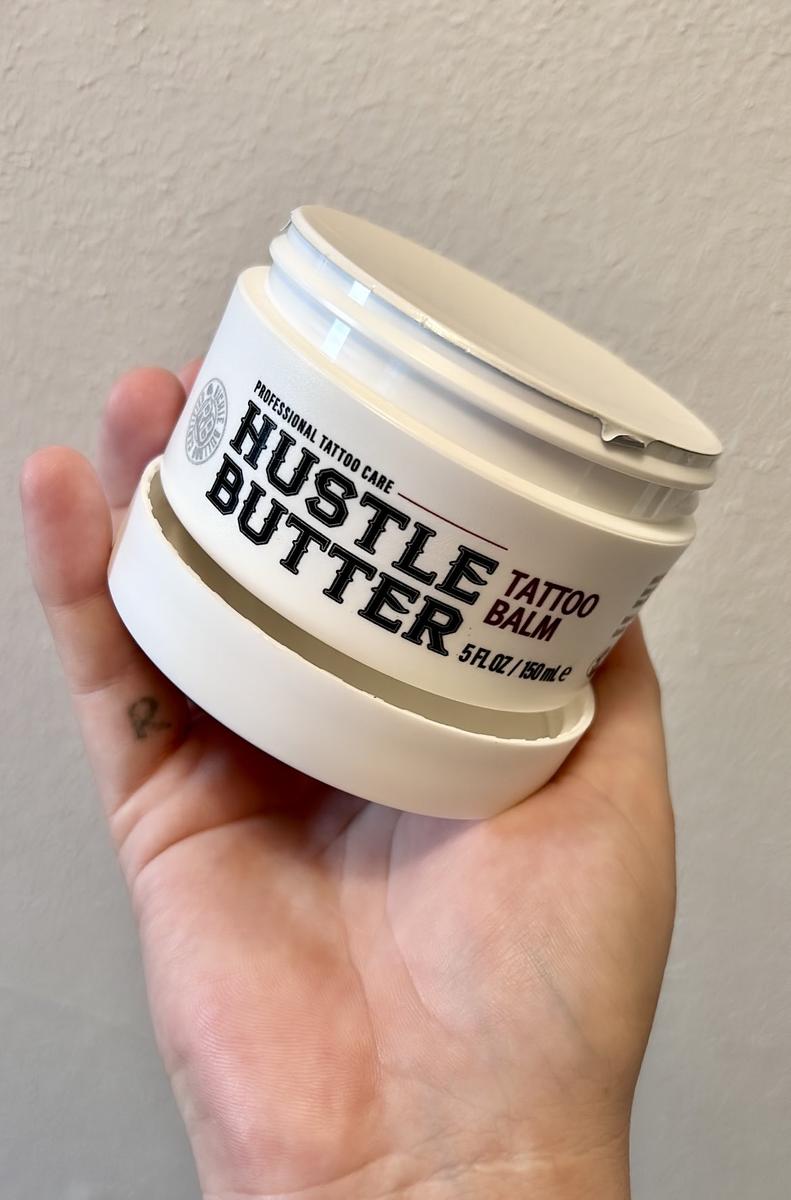 PROFESSIONAL TATTOO CARE
HUSTLE
BUTTER
TATTOO
BALM
5 FL OZ / 150 mL e
R